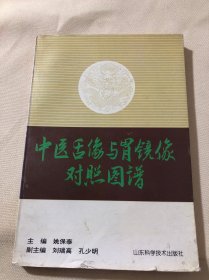 中医舌像与胃镜像
对照图谱
主 编 姚保泰
副主编 刘瑞高 孔少明
山东科学技术出版社